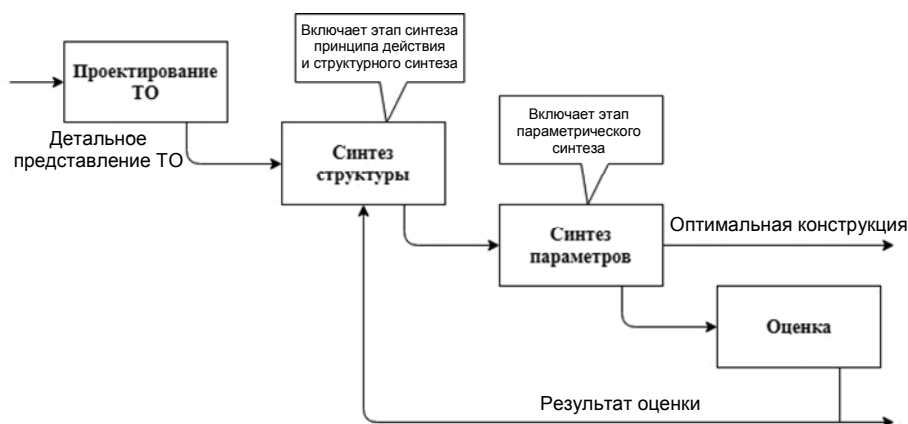 Включает этап синтеза
принципа действия
и структурного синтеза
Проектирование
ТО
Детальное
представление ТО
Синтез
структуры
Включает этап
параметрического
синтеза
Синтез
параметров
Оптимальная конструкция
Оценка
Результат оценки